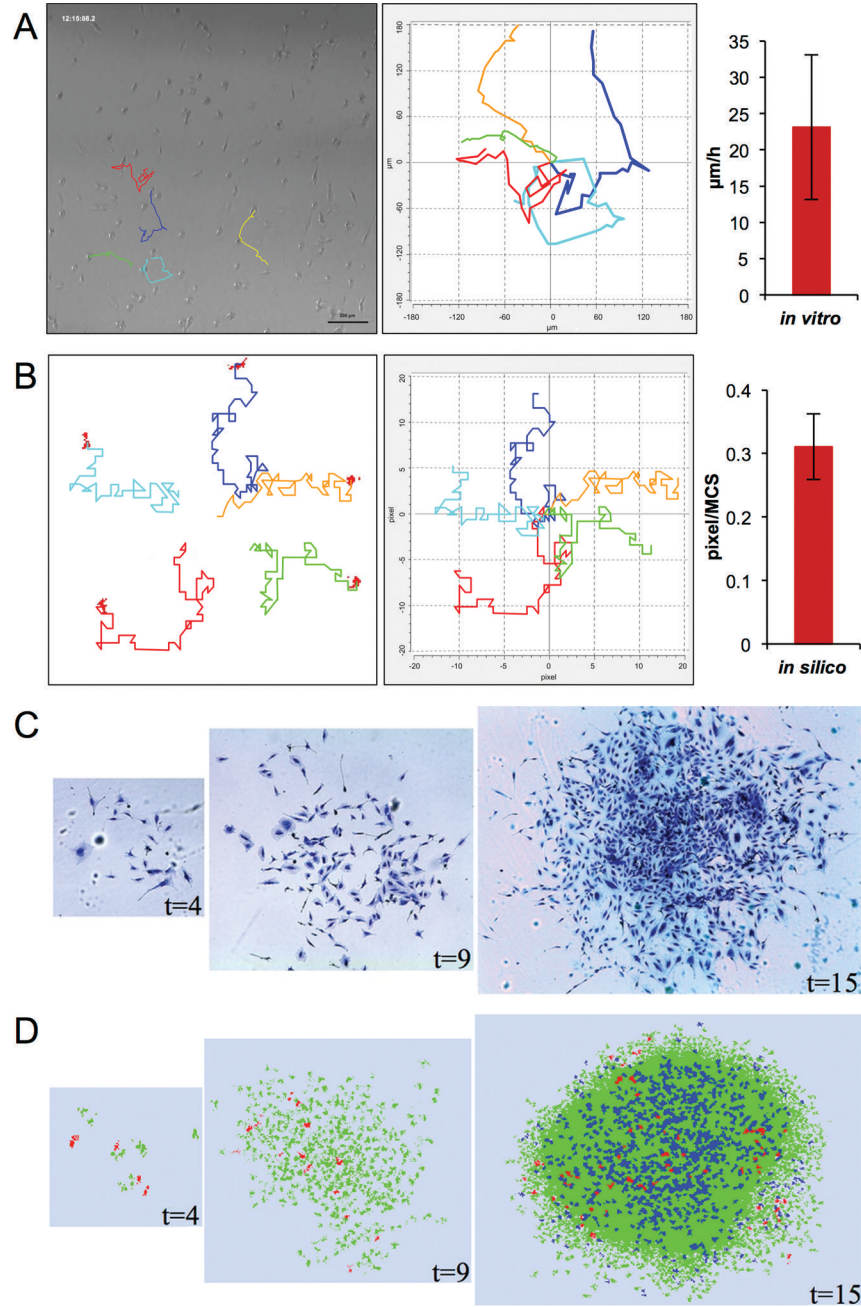 A
12:15:08.2
200 µm
180
120
60
0
-60
-120
-180
µm
-180
-120
-60
0
60
120
180
µm
35
30
25
20
15
10
5
0
µm/h
in vitro
B
20
10
5
0
-5
-10
-20
pixel
-20
-10
-5
0
5
10
20
pixel
0.4
0.3
0.2
0.1
0
pixel/MCS
in silico
C
t=4
t=9
t=15
D
t=4
t=9
t=15